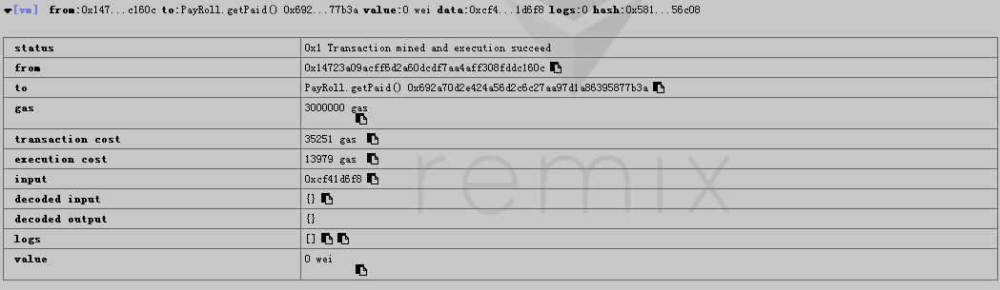 [vm] from:0x147...c160c to:PayRoll.getPaid() 0x692...77b3a value:0 wei data:0xcf4...1d6f8 logs:0 hash:0x581...56c08
status 0x1 Transaction mined and execution succeed
from 0x14723a09acff6d2a60dcdf7aa4aff308fddc160c
to PayRoll.getPaid() 0x692a70d2e424a56d2c6c27aa97d1a86395877b3a
gas 3000000 gas
transaction cost 35251 gas
execution cost 13979 gas
input 0xcf41d6f8
decoded input {}
decoded output {}
logs []
value 0 wei
remix